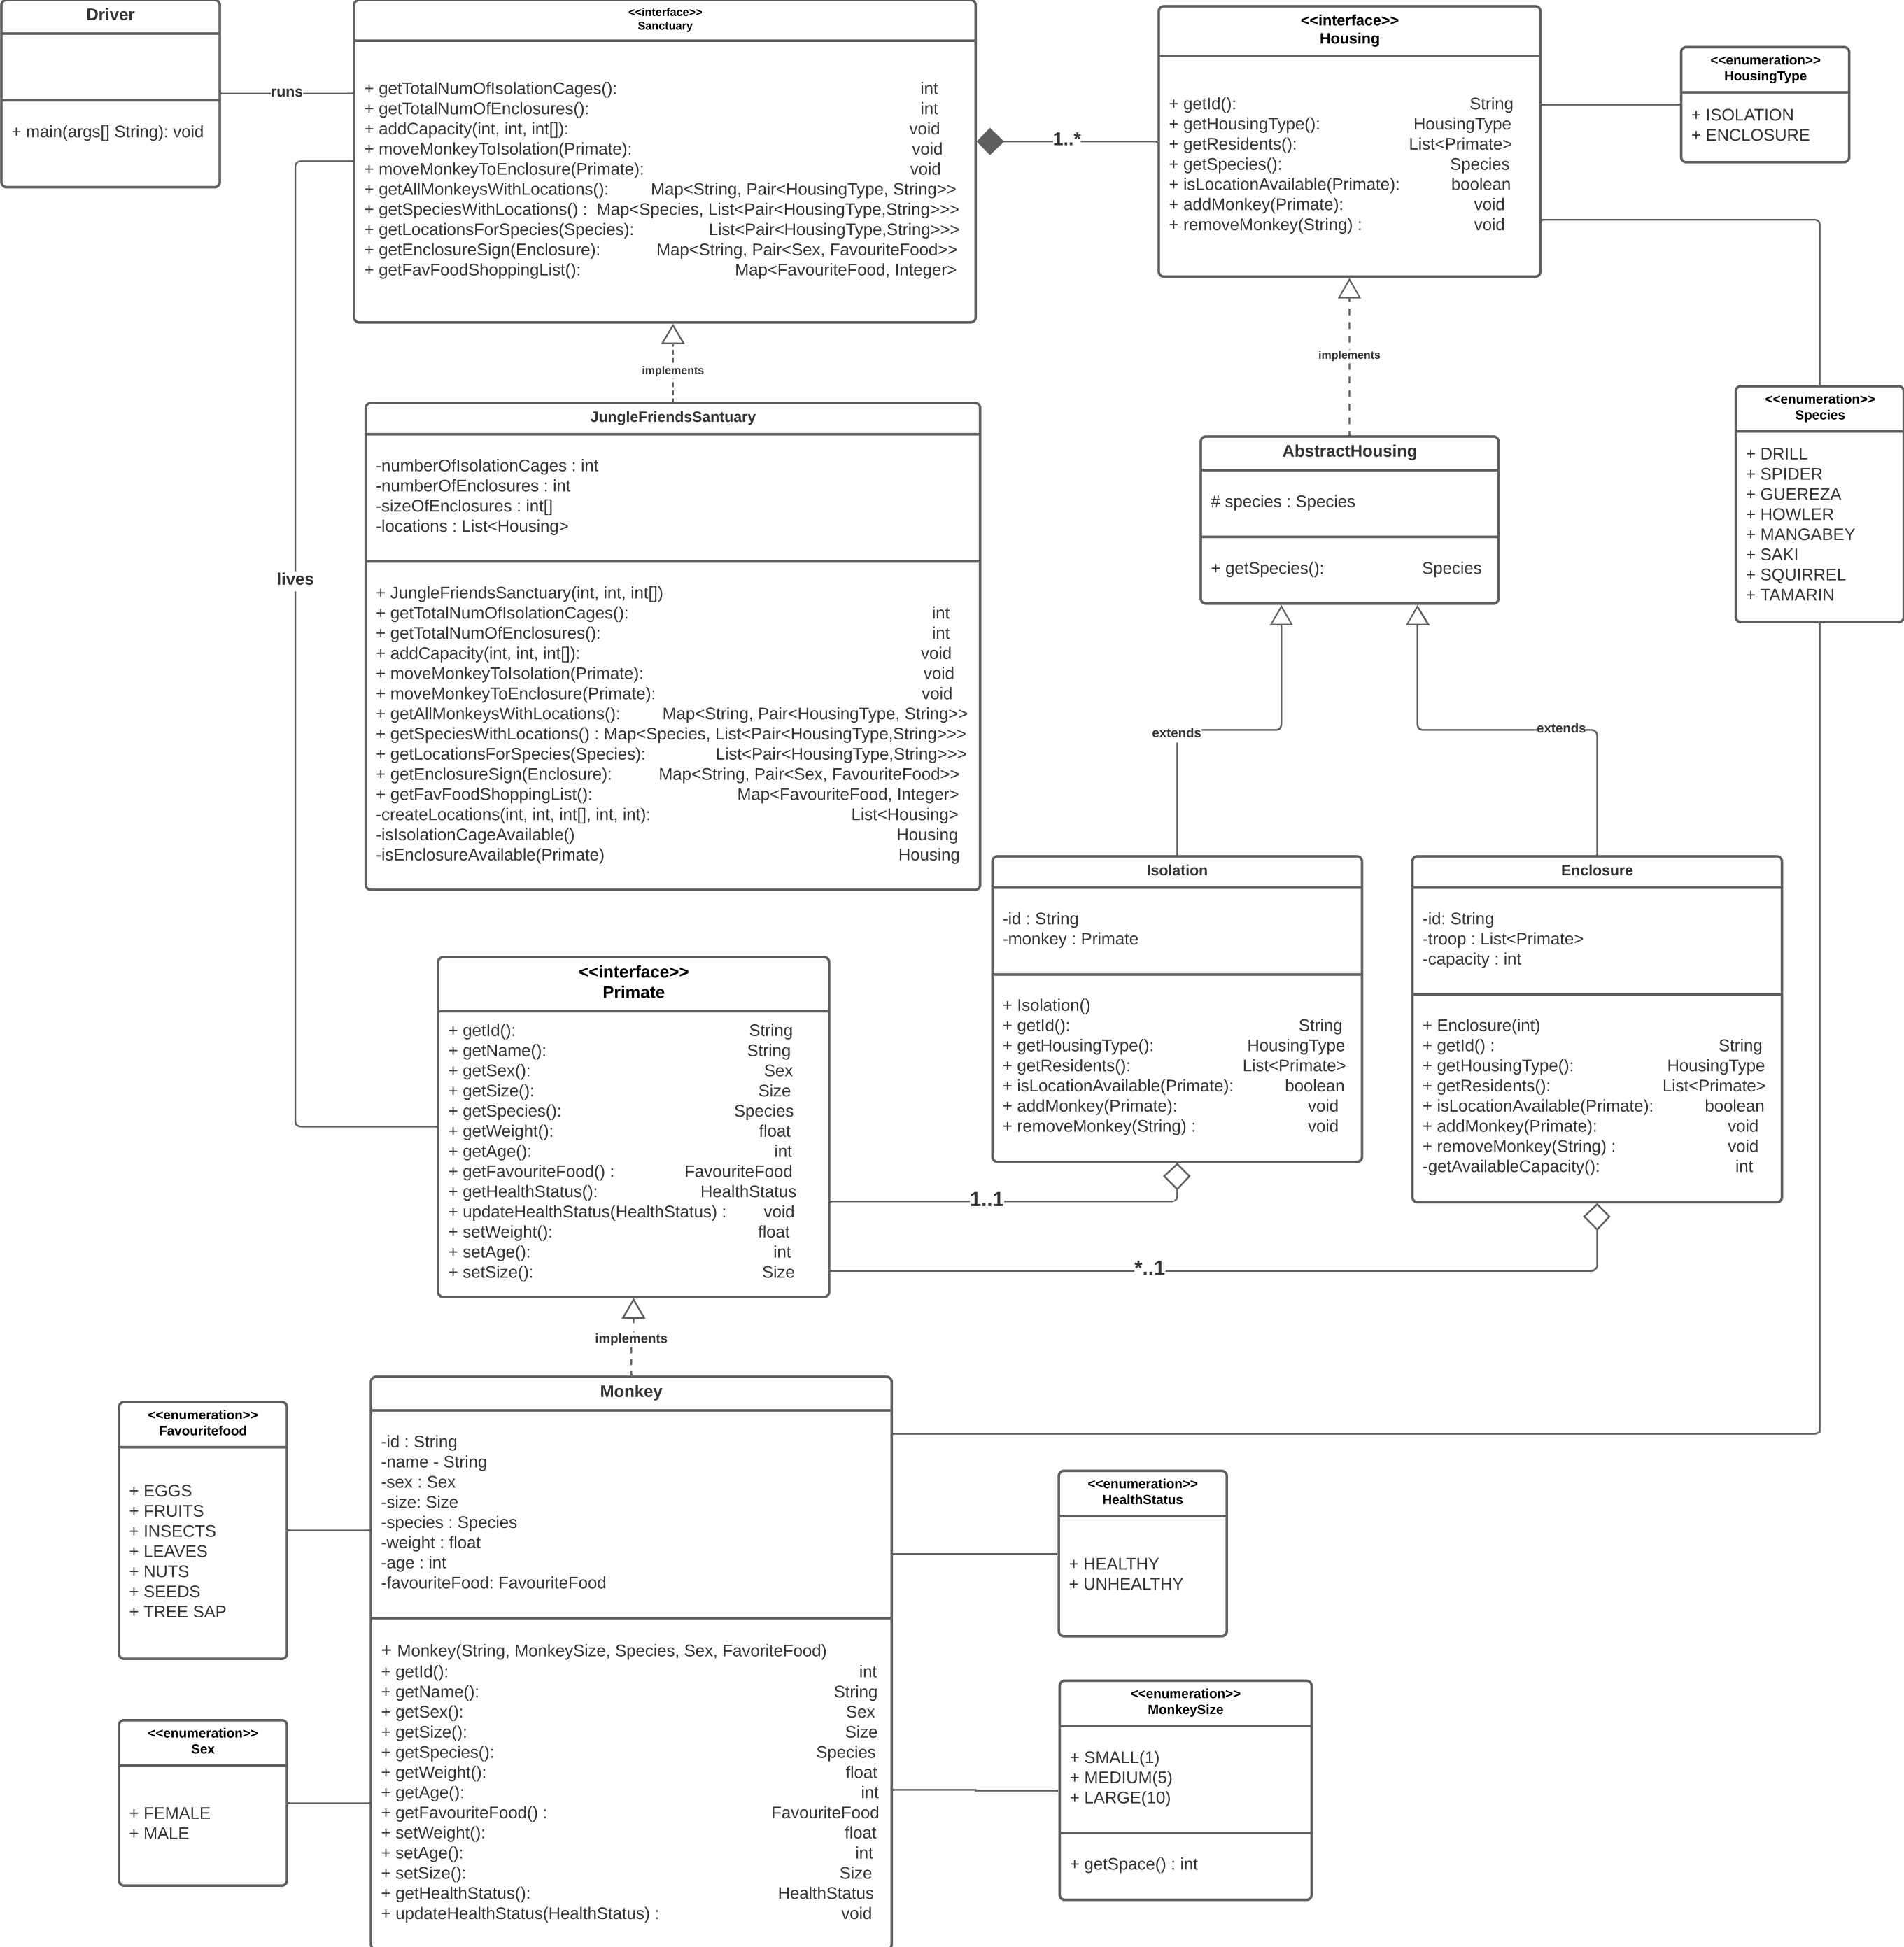 Driver
+ main(args[] String): void
runs
<<interface>>
Sanctuary
+ getTotalNumOfIsolationCages(): int
+ getTotalNumOfEnclosures(): int
+ addCapacity(int, int, int[]): void
+ moveMonkeyToIsolation(Primate): void
+ moveMonkeyToEnclosure(Primate): void
+ getAllMonkeysWithLocations(): Map<String, Pair<HousingType, String>>
+ getSpeciesWithLocations() : Map<Species, List<Pair<HousingType,String>>>
+ getLocationsForSpecies(Species): List<Pair<HousingType,String>>>
+ getEnclosureSign(Enclosure): Map<String, Pair<Sex, FavouriteFood>>
+ getFavFoodShoppingList(): Map<FavouriteFood, Integer>
1..*
<<interface>>
Housing
+ getId(): String
+ getHousingType(): HousingType
+ getResidents(): List<Primate>
+ getSpecies(): Species
+ isLocationAvailable(Primate): boolean
+ addMonkey(Primate): void
+ removeMonkey(String) : void
<<enumeration>>
HousingType
+ ISOLATION
+ ENCLOSURE
implements
implements
<<enumeration>>
Species
+ DRILL
+ SPIDER
+ GUEREZA
+ HOWLER
+ MANGABEY
+ SAKI
+ SQUIRREL
+ TAMARIN
JungleFriendsSantuary
-numberOfIsolationCages : int
-numberOfEnclosures : int
-sizeOfEnclosures : int[]
-locations : List<Housing>
+ JungleFriendsSanctuary(int, int, int[])
+ getTotalNumOfIsolationCages(): int
+ getTotalNumOfEnclosures(): int
+ addCapacity(int, int, int[]): void
+ moveMonkeyToIsolation(Primate): void
+ moveMonkeyToEnclosure(Primate): void
+ getAllMonkeysWithLocations(): Map<String, Pair<HousingType, String>>
+ getSpeciesWithLocations() : Map<Species, List<Pair<HousingType,String>>>
+ getLocationsForSpecies(Species): List<Pair<HousingType,String>>>
+ getEnclosureSign(Enclosure): Map<String, Pair<Sex, FavouriteFood>>
+ getFavFoodShoppingList(): Map<FavouriteFood, Integer>
-createLocations(int, int, int[], int, int): List<Housing>
-isIsolationCageAvailable() Housing
-isEnclosureAvailable(Primate) Housing
AbstractHousing
# species : Species
+ getSpecies(): Species
lives
extends
extends
Isolation
-id : String
-monkey : Primate
+ Isolation()
+ getId(): String
+ getHousingType(): HousingType
+ getResidents(): List<Primate>
+ isLocationAvailable(Primate): boolean
+ addMonkey(Primate): void
+ removeMonkey(String) : void
Enclosure
-id: String
-troop : List<Primate>
-capacity : int
+ Enclosure(int)
+ getId() : String
+ getHousingType(): HousingType
+ getResidents(): List<Primate>
+ isLocationAvailable(Primate): boolean
+ addMonkey(Primate): void
+ removeMonkey(String) : void
-getAvailableCapacity(): int
<<interface>>
Primate
+ getId(): String
+ getName(): String
+ getSex(): Sex
+ getSize(): Size
+ getSpecies(): Species
+ getWeight(): float
+ getAge(): int
+ getFavouriteFood() : FavouriteFood
+ getHealthStatus(): HealthStatus
+ updateHealthStatus(HealthStatus) : void
+ setWeight(): float
+ setAge(): int
+ setSize(): Size
1..1
*..1
implements
Monkey
-id : String
-name - String
-sex : Sex
-size: Size
-species : Species
-weight : float
-age : int
-favouriteFood: FavouriteFood
+ Monkey(String, MonkeySize, Species, Sex, FavoriteFood)
+ getId(): int
+ getName(): String
+ getSex(): Sex
+ getSize(): Size
+ getSpecies(): Species
+ getWeight(): float
+ getAge(): int
+ getFavouriteFood() : FavouriteFood
+ setWeight(): float
+ setAge(): int
+ setSize(): Size
+ getHealthStatus(): HealthStatus
+ updateHealthStatus(HealthStatus) : void
<<enumeration>>
Favouritefood
+ EGGS
+ FRUITS
+ INSECTS
+ LEAVES
+ NUTS
+ SEEDS
+ TREE SAP
<<enumeration>>
Sex
+ FEMALE
+ MALE
<<enumeration>>
HealthStatus
+ HEALTHY
+ UNHEALTHY
<<enumeration>>
MonkeySize
+ SMALL(1)
+ MEDIUM(5)
+ LARGE(10)
+ getSpace() : int